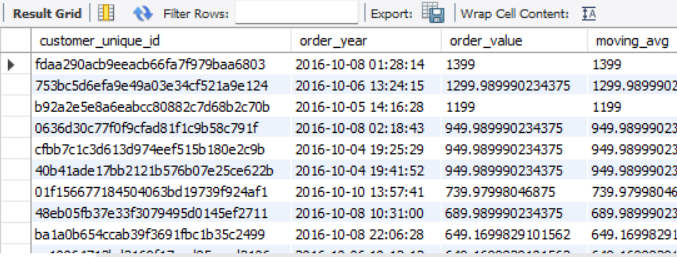 Result Grid Filter Rows: Export: Wrap Cell Content: IA
customer_unique_id order_year order_value moving_avg
fdaa290acb9eeacb66fa7f979baa6803 2016-10-08 01:28:14 1399 1399
753bc5d6efa9e49a03e34cf521a9e124 2016-10-06 13:24:15 1299.989990234375 1299.9899902
b92a2e5e8a6eabcc80882c7d68b2c70b 2016-10-05 14:16:28 1199 1199
0636d30c77f0f9cfad81f1c9b58c791f 2016-10-08 02:18:43 949.989990234375 949.98999023
cfbb7c1c3d613d974eef515b180e2c9b 2016-10-04 19:25:29 949.989990234375 949.98999023
40b41ade17bb2121b576b07e25ce622b 2016-10-04 19:41:52 949.989990234375 949.98999023
01f156677184504063bd19739f924af1 2016-10-10 13:57:41 739.97998046875 739.97998046
48eb05fb37e33f3079495d0145ef2711 2016-10-08 10:31:00 689.989990234375 689.98999023
ba1a0b654ccab39f3691fbc1b35c2499 2016-10-08 22:06:28 649.1699829101562 649.16998291